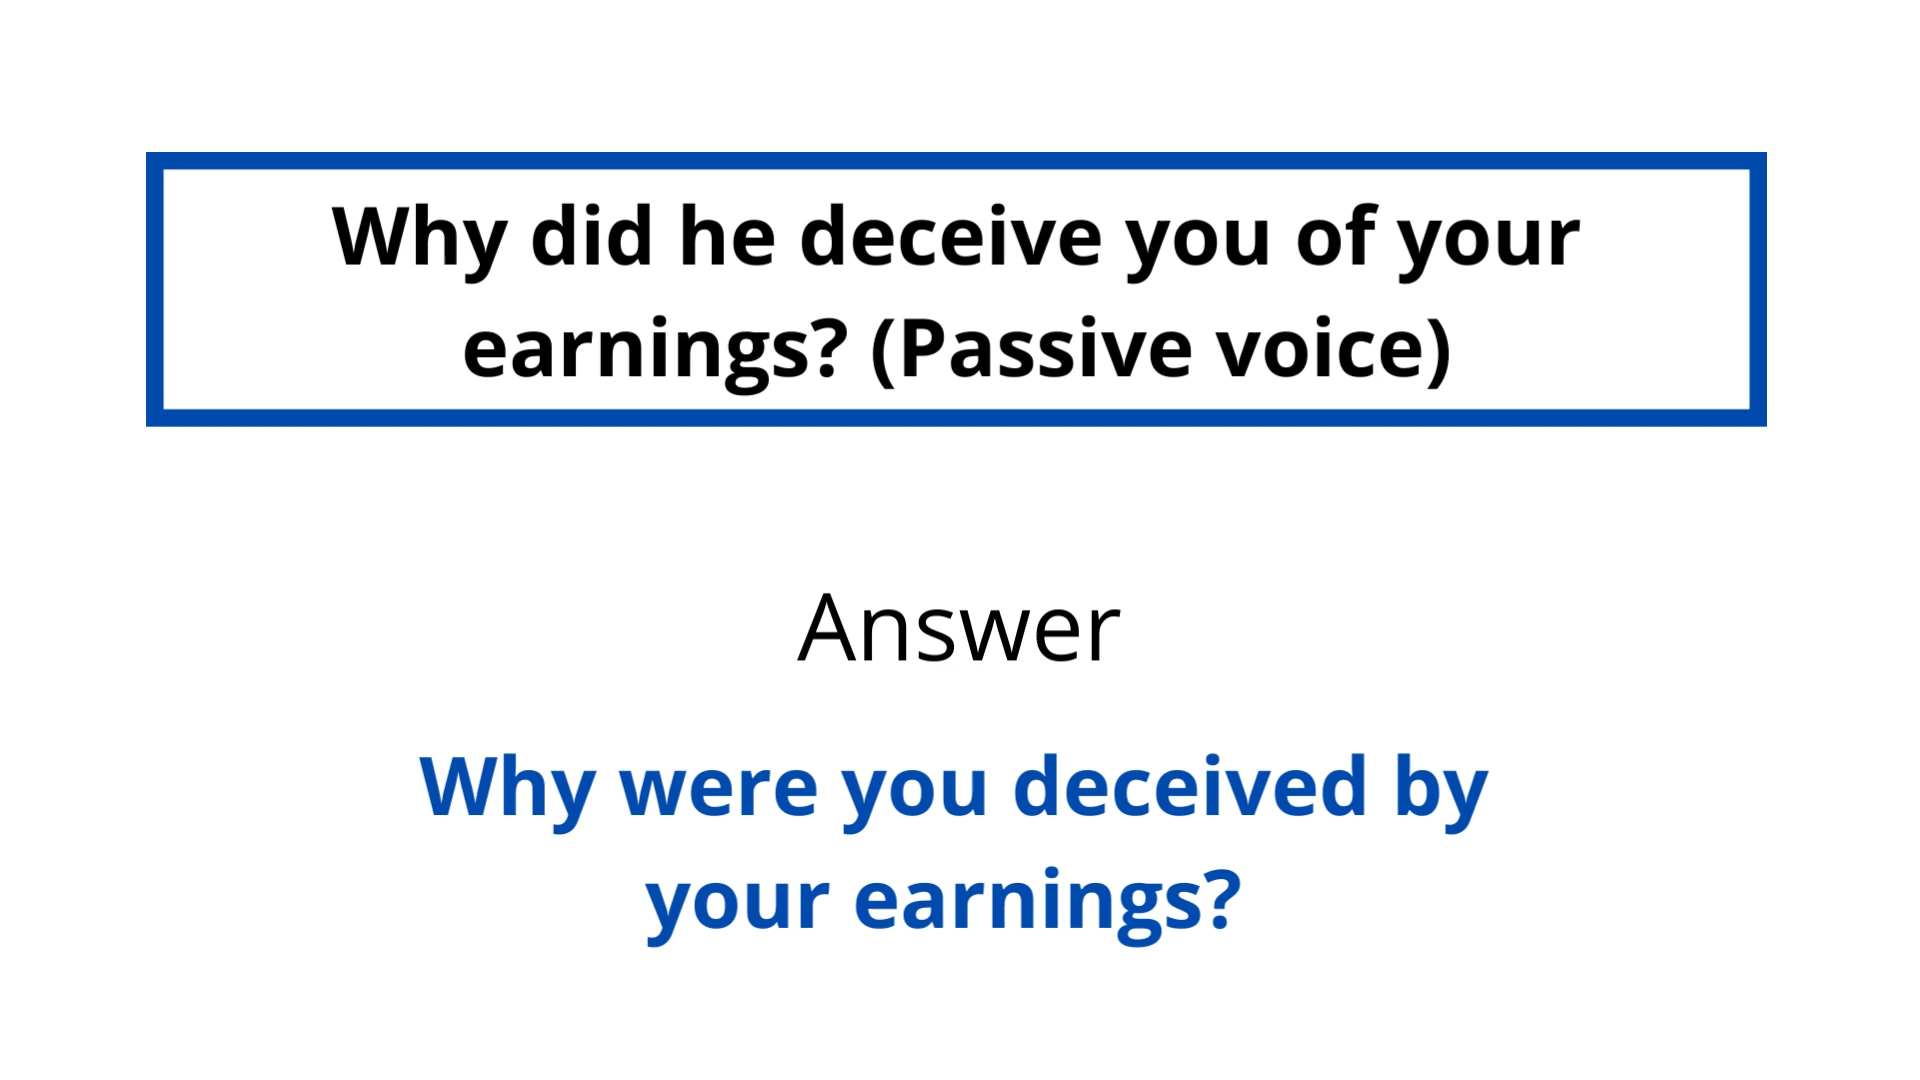 Why did he deceive you of your
earnings? (Passive voice)
Answer
Why were you deceived by
your earnings?